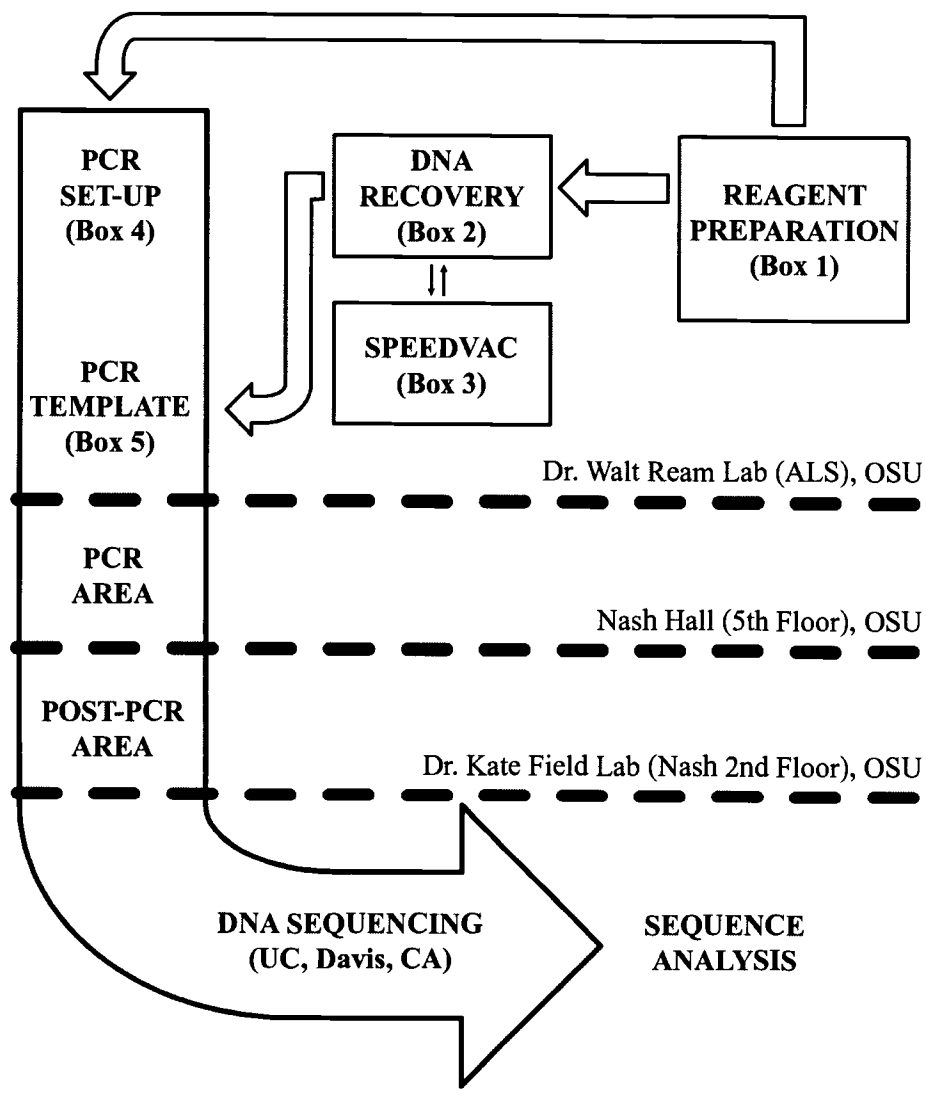 PCR
SET-UP
(Box 4)
DNA
RECOVERY
(Box 2)
REAGENT
PREPARATION
(Box 1)
SPEEDVAC
(Box 3)
PCR
TEMPLATE
(Box 5)
Dr. Walt Ream Lab (ALS), OSU
PCR
AREA
Nash Hall (5th Floor), OSU
POST-PCR
AREA
Dr. Kate Field Lab (Nash 2nd Floor), OSU
DNA SEQUENCING
(UC, Davis, CA)
SEQUENCE
ANALYSIS